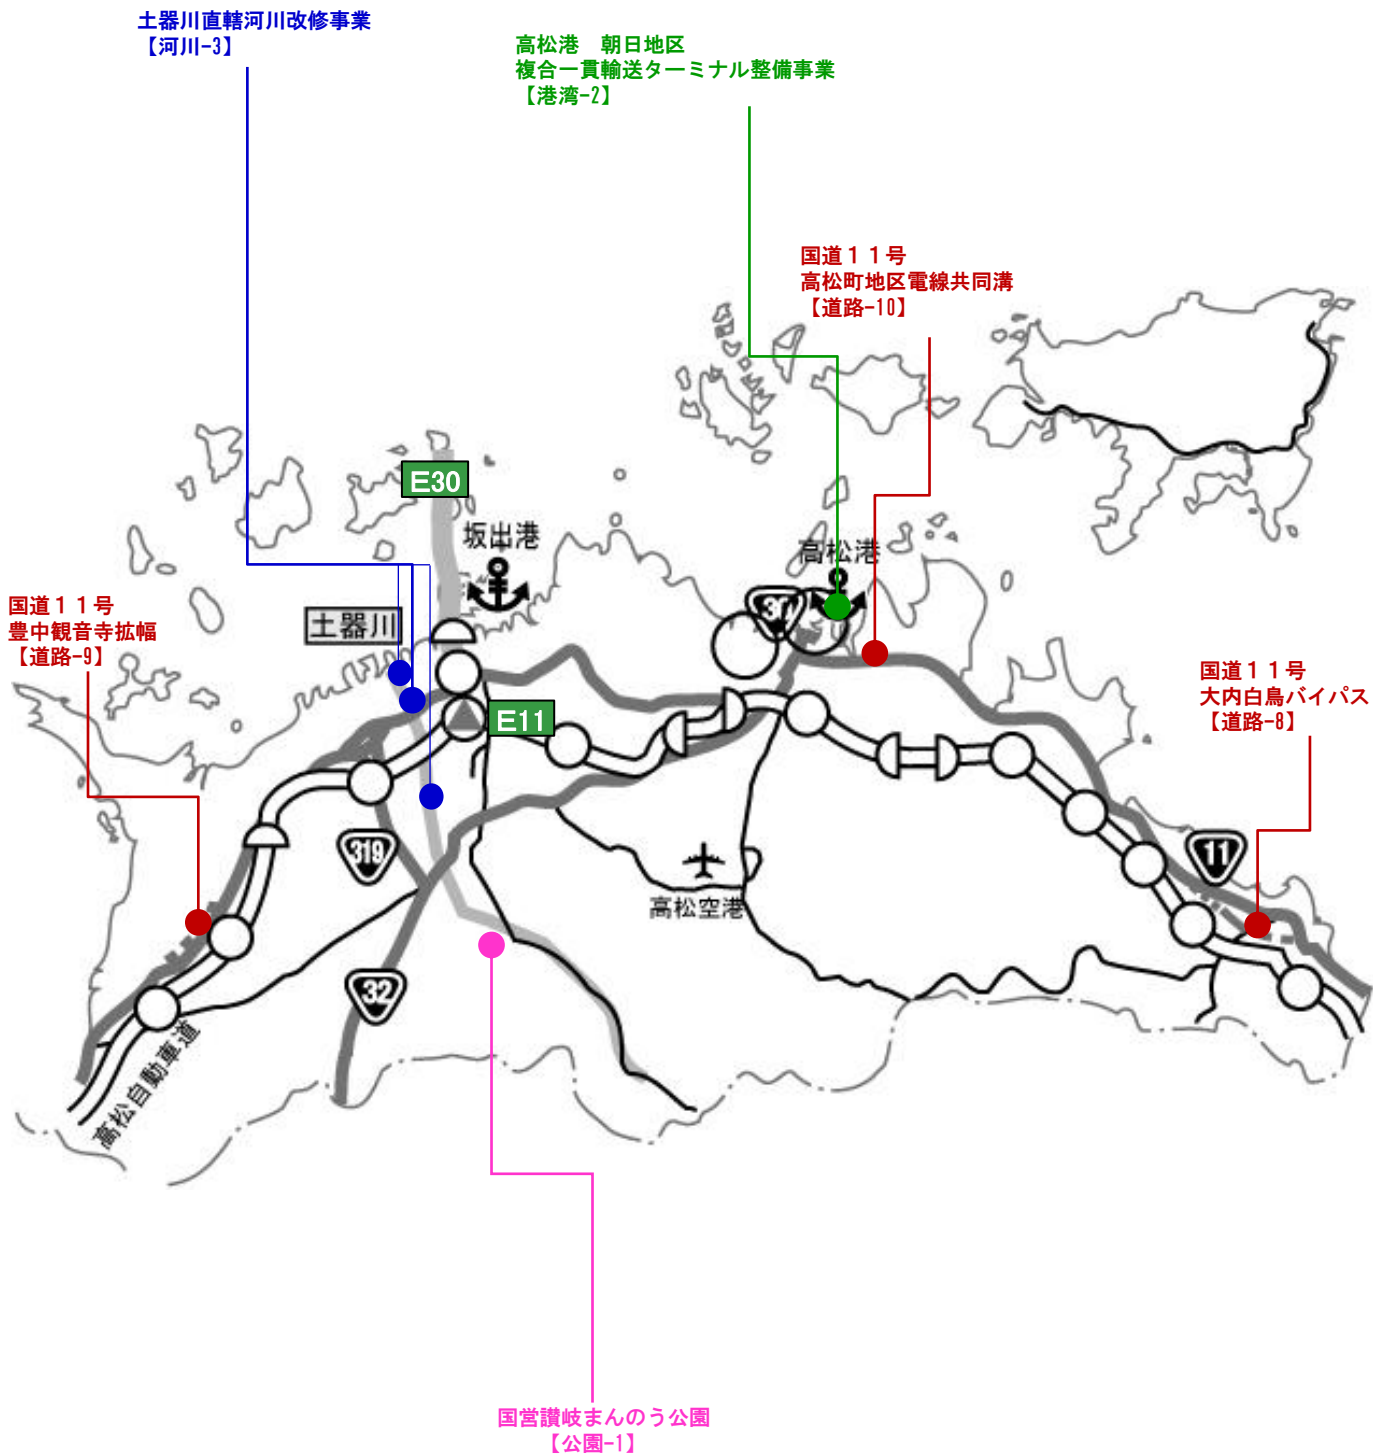 土器川直轄河川改修事業
【河川-3】
高松港　朝日地区
複合一貫輸送ターミナル整備事業
【港湾-2】
国道１１号
高松町地区電線共同溝
【道路-10】
E30
坂出港
高松港
国道１１号
豊中観音寺拡幅
【道路-9】
土器川
30
国道１１号
大内白鳥バイパス
【道路-8】
E11
319
11
高松空港
32
高松自動車道
国営讃岐まんのう公園
【公園-1】